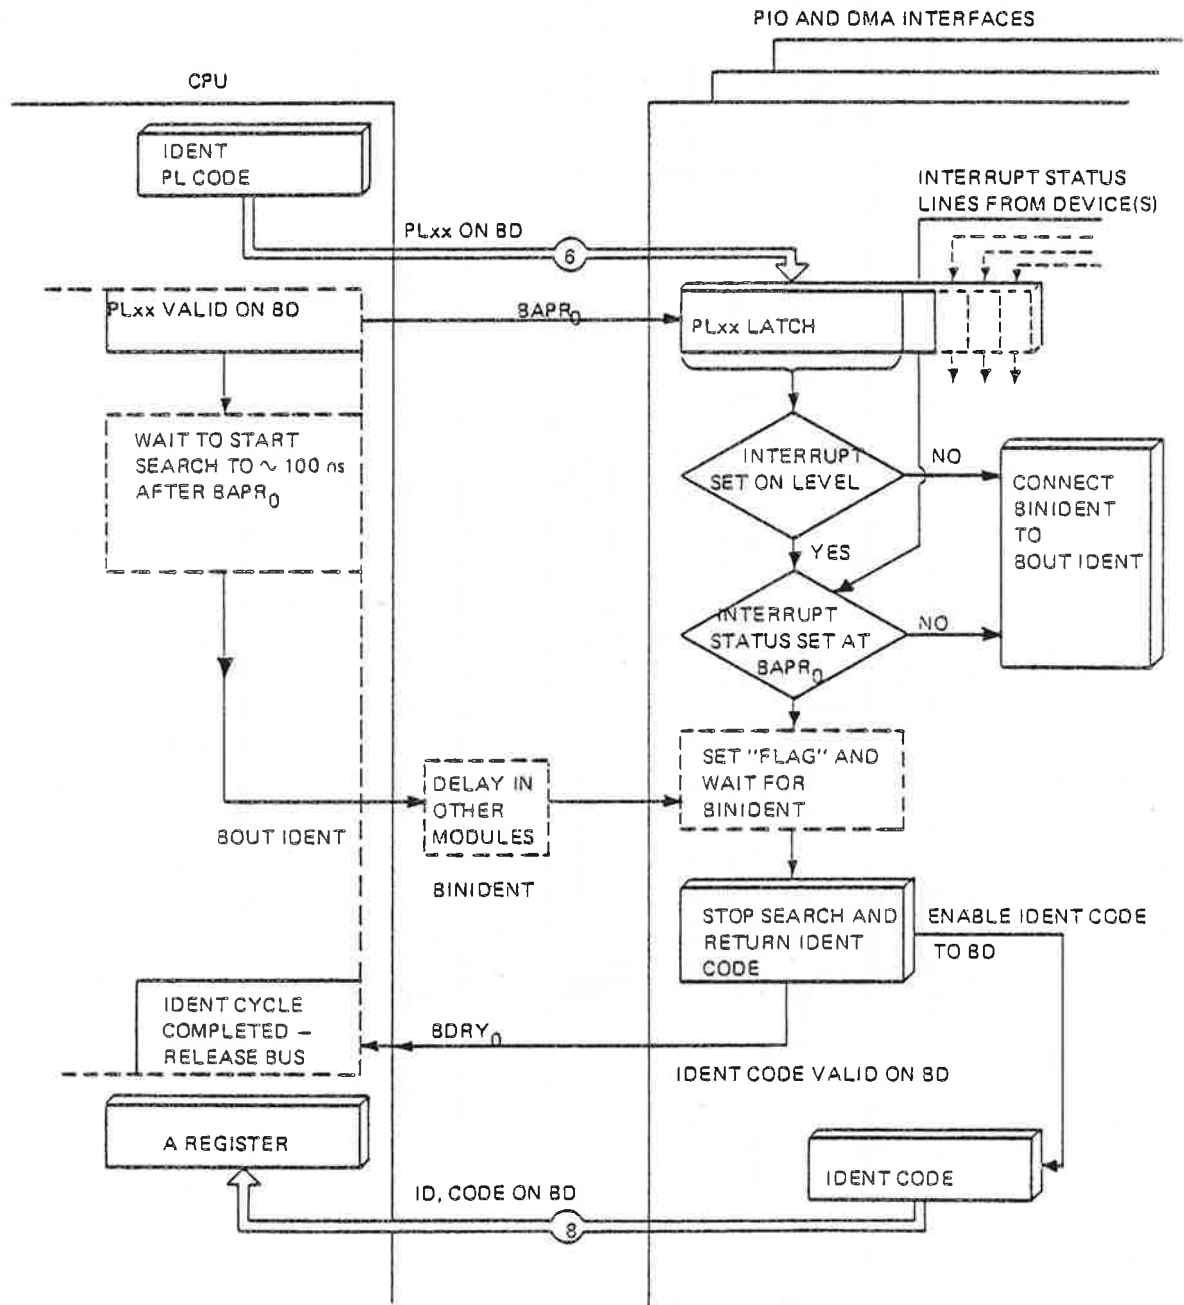 PIO AND DMA INTERFACES
CPU
IDENT
PL CODE
INTERRUPT STATUS
LINES FROM DEVICE(S)
PLxx ON BD
6
PLxx VALID ON BD
BAPR0
PLxx LATCH
WAIT TO START
SEARCH TO ~ 100 ns
AFTER BAPR0
INTERRUPT
SET ON LEVEL
NO
CONNECT
BINIDENT
TO
BOUT IDENT
YES
INTERRUPT
STATUS SET AT
BAPR0
NO
SET "FLAG" AND
WAIT FOR
BINIDENT
DELAY IN
OTHER
MODULES
BOUT IDENT
BINIDENT
STOP SEARCH AND
RETURN IDENT
CODE
ENABLE IDENT CODE
TO BD
IDENT CYCLE
COMPLETED –
RELEASE BUS
BDRY0
IDENT CODE VALID ON BD
A REGISTER
IDENT CODE
ID, CODE ON BD
8